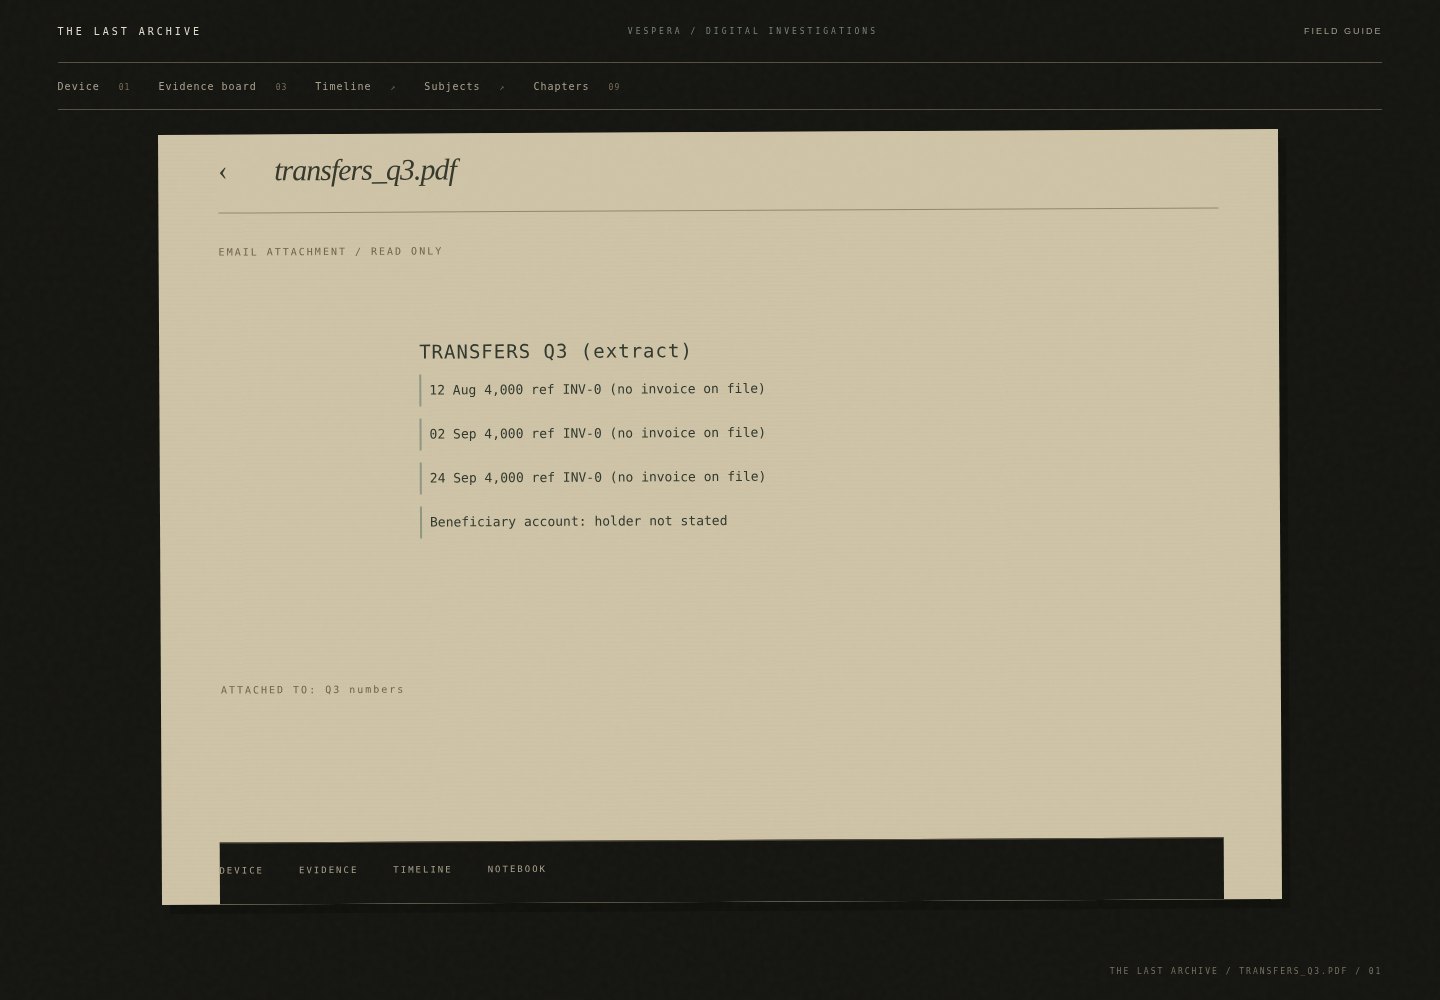 THE LAST ARCHIVE
VESPERA / DIGITAL INVESTIGATIONS
FIELD GUIDE
Device 01 Evidence board 03 Timeline ↗ Subjects ↗ Chapters 09
‹ transfers_q3.pdf
EMAIL ATTACHMENT / READ ONLY
TRANSFERS Q3 (extract)
12 Aug 4,000 ref INV-0 (no invoice on file)
02 Sep 4,000 ref INV-0 (no invoice on file)
24 Sep 4,000 ref INV-0 (no invoice on file)
Beneficiary account: holder not stated
ATTACHED TO: Q3 numbers
DEVICE EVIDENCE TIMELINE NOTEBOOK
THE LAST ARCHIVE / TRANSFERS_Q3.PDF / 01